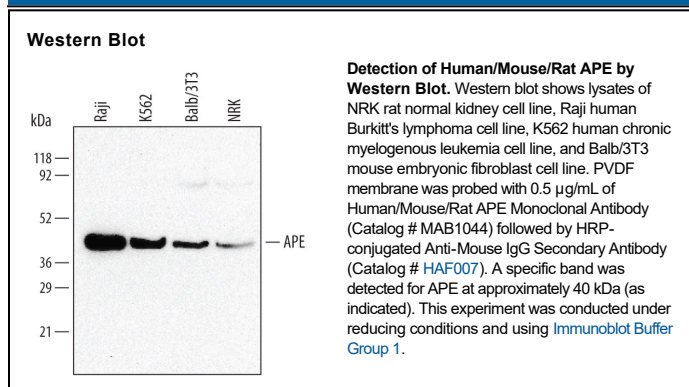 Western Blot
kDa
Raji
K562
Balb/3T3
NRK
118
92
52
36
29
21
APE
Detection of Human/Mouse/Rat APE by
Western Blot. Western blot shows lysates of
NRK rat normal kidney cell line, Raji human
Burkitt's lymphoma cell line, K562 human chronic
myelogenous leukemia cell line, and Balb/3T3
mouse embryonic fibroblast cell line. PVDF
membrane was probed with 0.5 µg/mL of
Human/Mouse/Rat APE Monoclonal Antibody
(Catalog # MAB1044) followed by HRP-
conjugated Anti-Mouse IgG Secondary Antibody
(Catalog # HAF007). A specific band was
detected for APE at approximately 40 kDa (as
indicated). This experiment was conducted under
reducing conditions and using Immunoblot Buffer
Group 1.